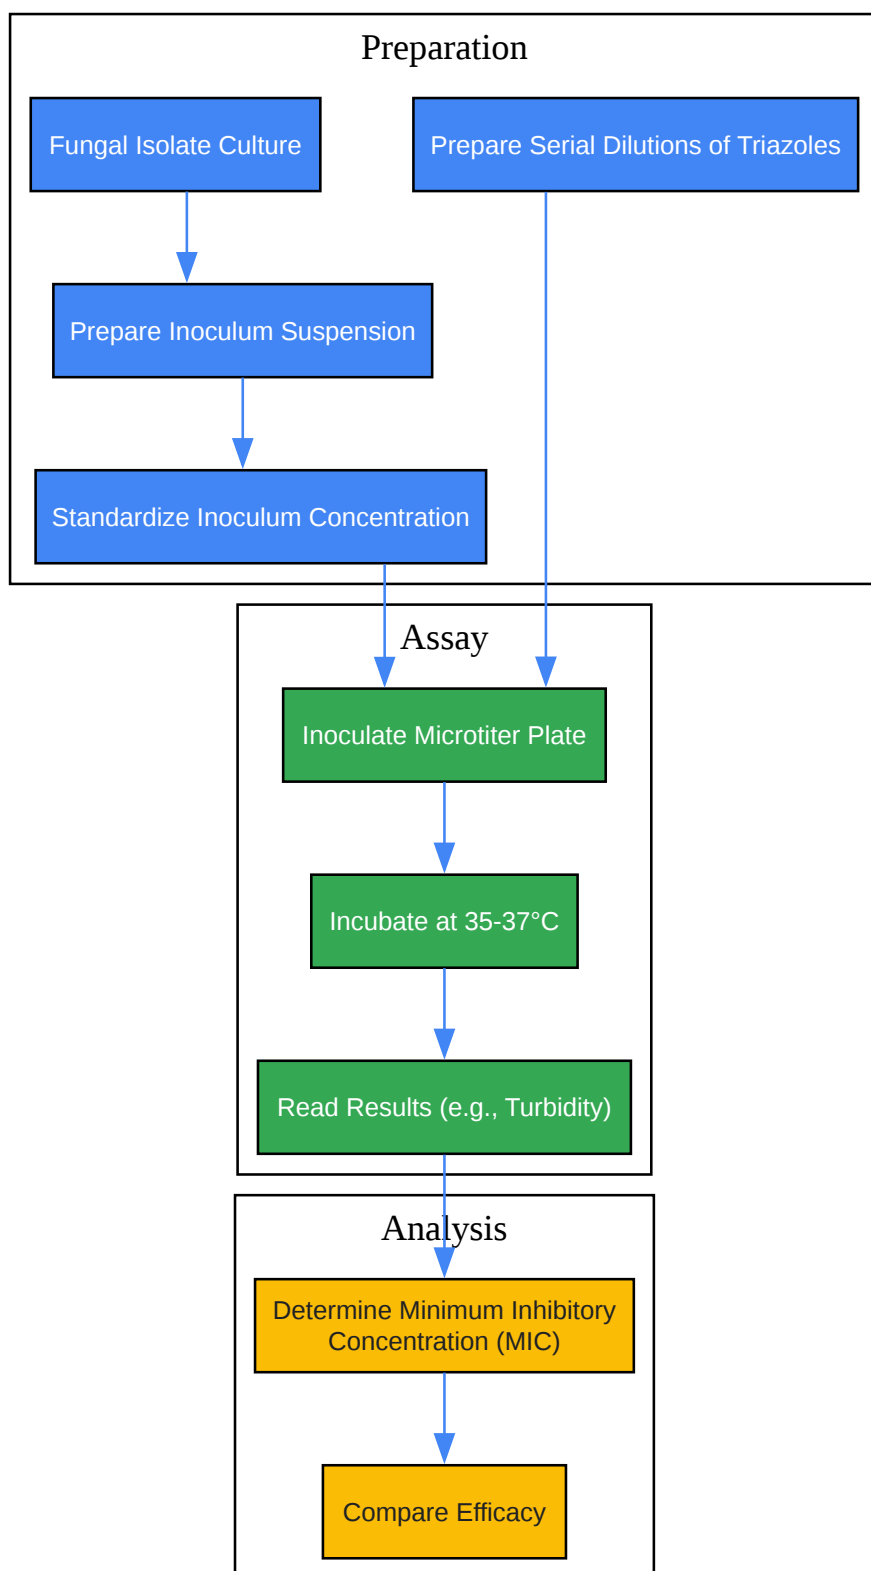 Preparation
Fungal Isolate Culture
Prepare Serial Dilutions of Triazoles
Prepare Inoculum Suspension
Standardize Inoculum Concentration
Assay
Inoculate Microtiter Plate
Incubate at 35-37°C
Read Results (e.g., Turbidity)
Analysis
Determine Minimum Inhibitory
Concentration (MIC)
Compare Efficacy